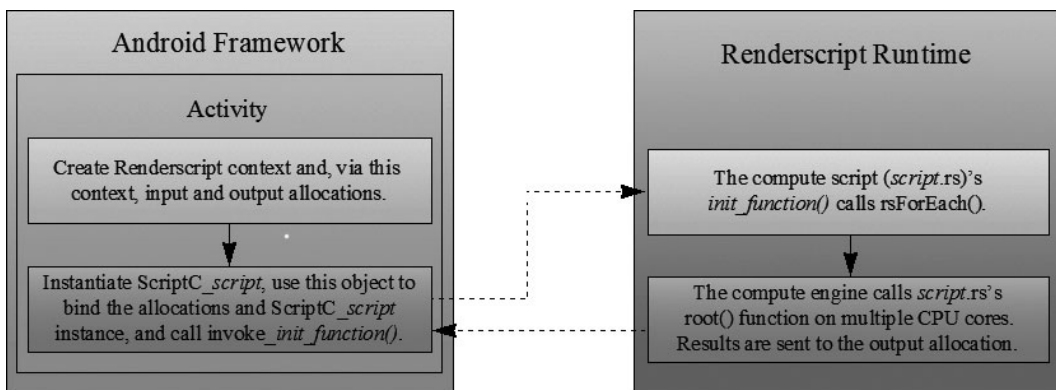 Android Framework
Activity
Create Renderscript context and, via this
context, input and output allocations.
Instantiate ScriptC_script, use this object to
bind the allocations and ScriptC_script
instance, and call invoke_init_function().
Renderscript Runtime
The compute script (script.rs)’s
init_function() calls rsForEach().
The compute engine calls script.rs’s
root() function on multiple CPU cores.
Results are sent to the output allocation.